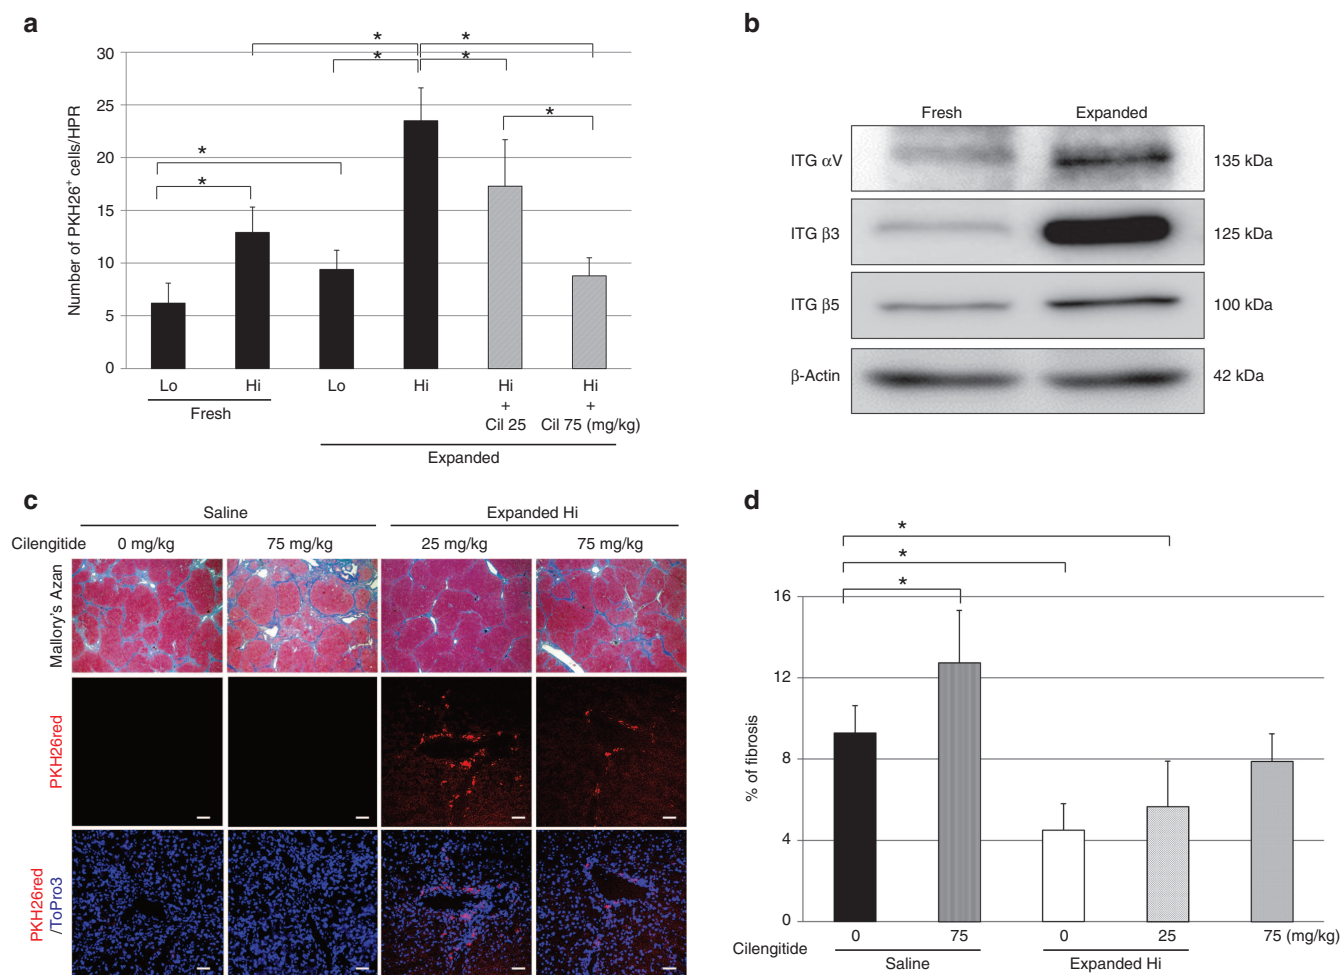 a
*
*
*
*
*
*
*
30
25
20
15
10
5
0
Number of PKH26+ cells/HPR
Lo
Hi
Lo
Hi
Hi
+
Cil 25
Hi
+
Cil 75 (mg/kg)
Fresh
Expanded
b
Fresh
Expanded
ITG αV
135 kDa
ITG β3
125 kDa
ITG β5
100 kDa
β-Actin
42 kDa
c
Saline
Expanded Hi
Cilengitide
0 mg/kg
75 mg/kg
25 mg/kg
75 mg/kg
Mallory's Azan
PKH26red
PKH26red
/ToPro3
d
*
*
*
16
12
8
4
0
% of fibrosis
Cilengitide
0
75
0
25
75 (mg/kg)
Saline
Expanded Hi